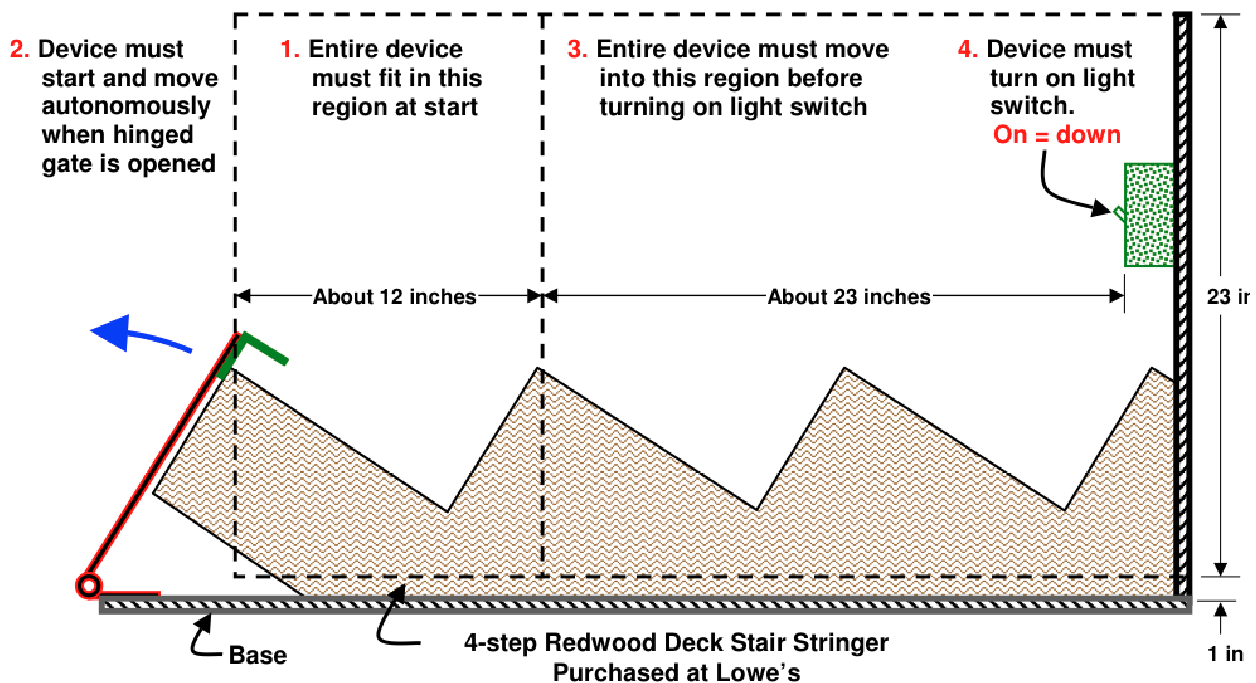 2. Device must
start and move
autonomously
when hinged
gate is opened
1. Entire device
must fit in this
region at start
3. Entire device must move
into this region before
turning on light switch
4. Device must
turn on light
switch.
On = down
About 12 inches
About 23 inches
23 in
Base
4-step Redwood Deck Stair Stringer
Purchased at Lowe's
1 in